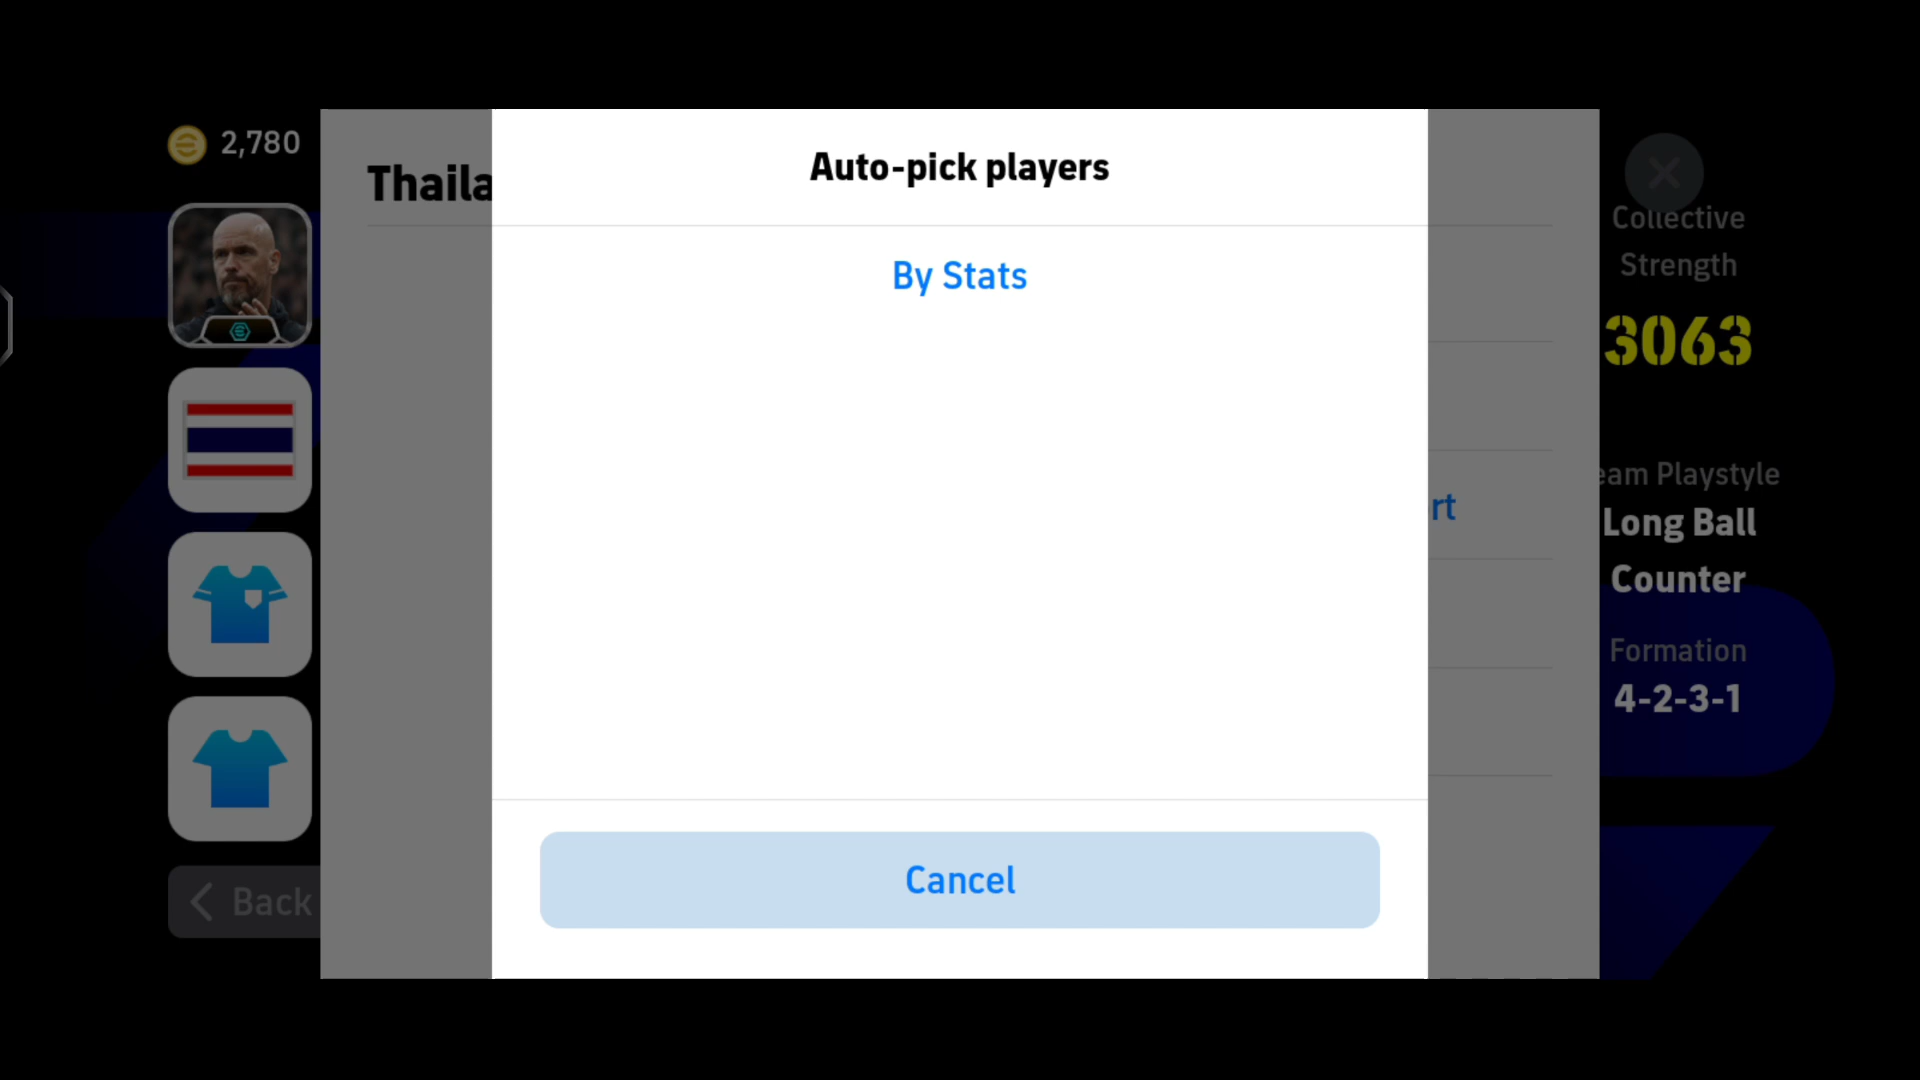 2,780
Thaila
Auto-pick players
By Stats
rt
Cancel
Back
Collective
Strength
3063
eam Playstyle
Long Ball
Counter
Formation
4-2-3-1